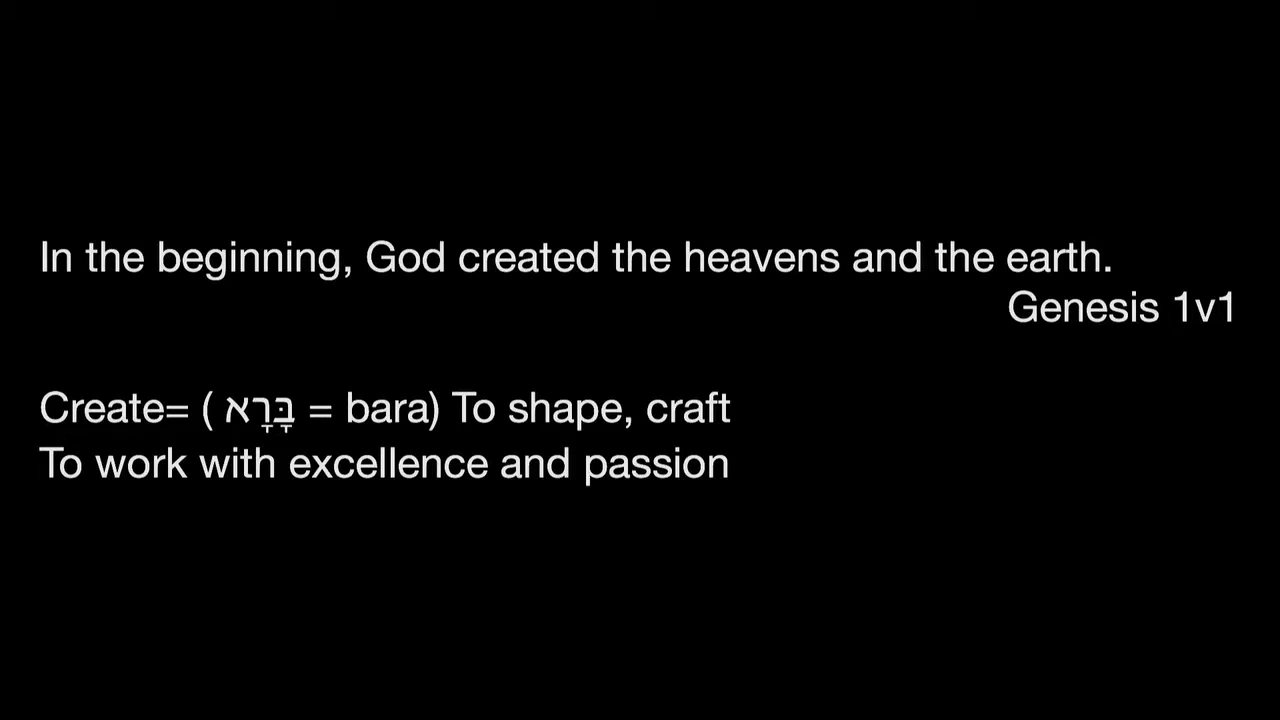 In the beginning, God created the heavens and the earth.
Genesis 1v1
Create= ( בָּרָא = bara) To shape, craft
To work with excellence and passion